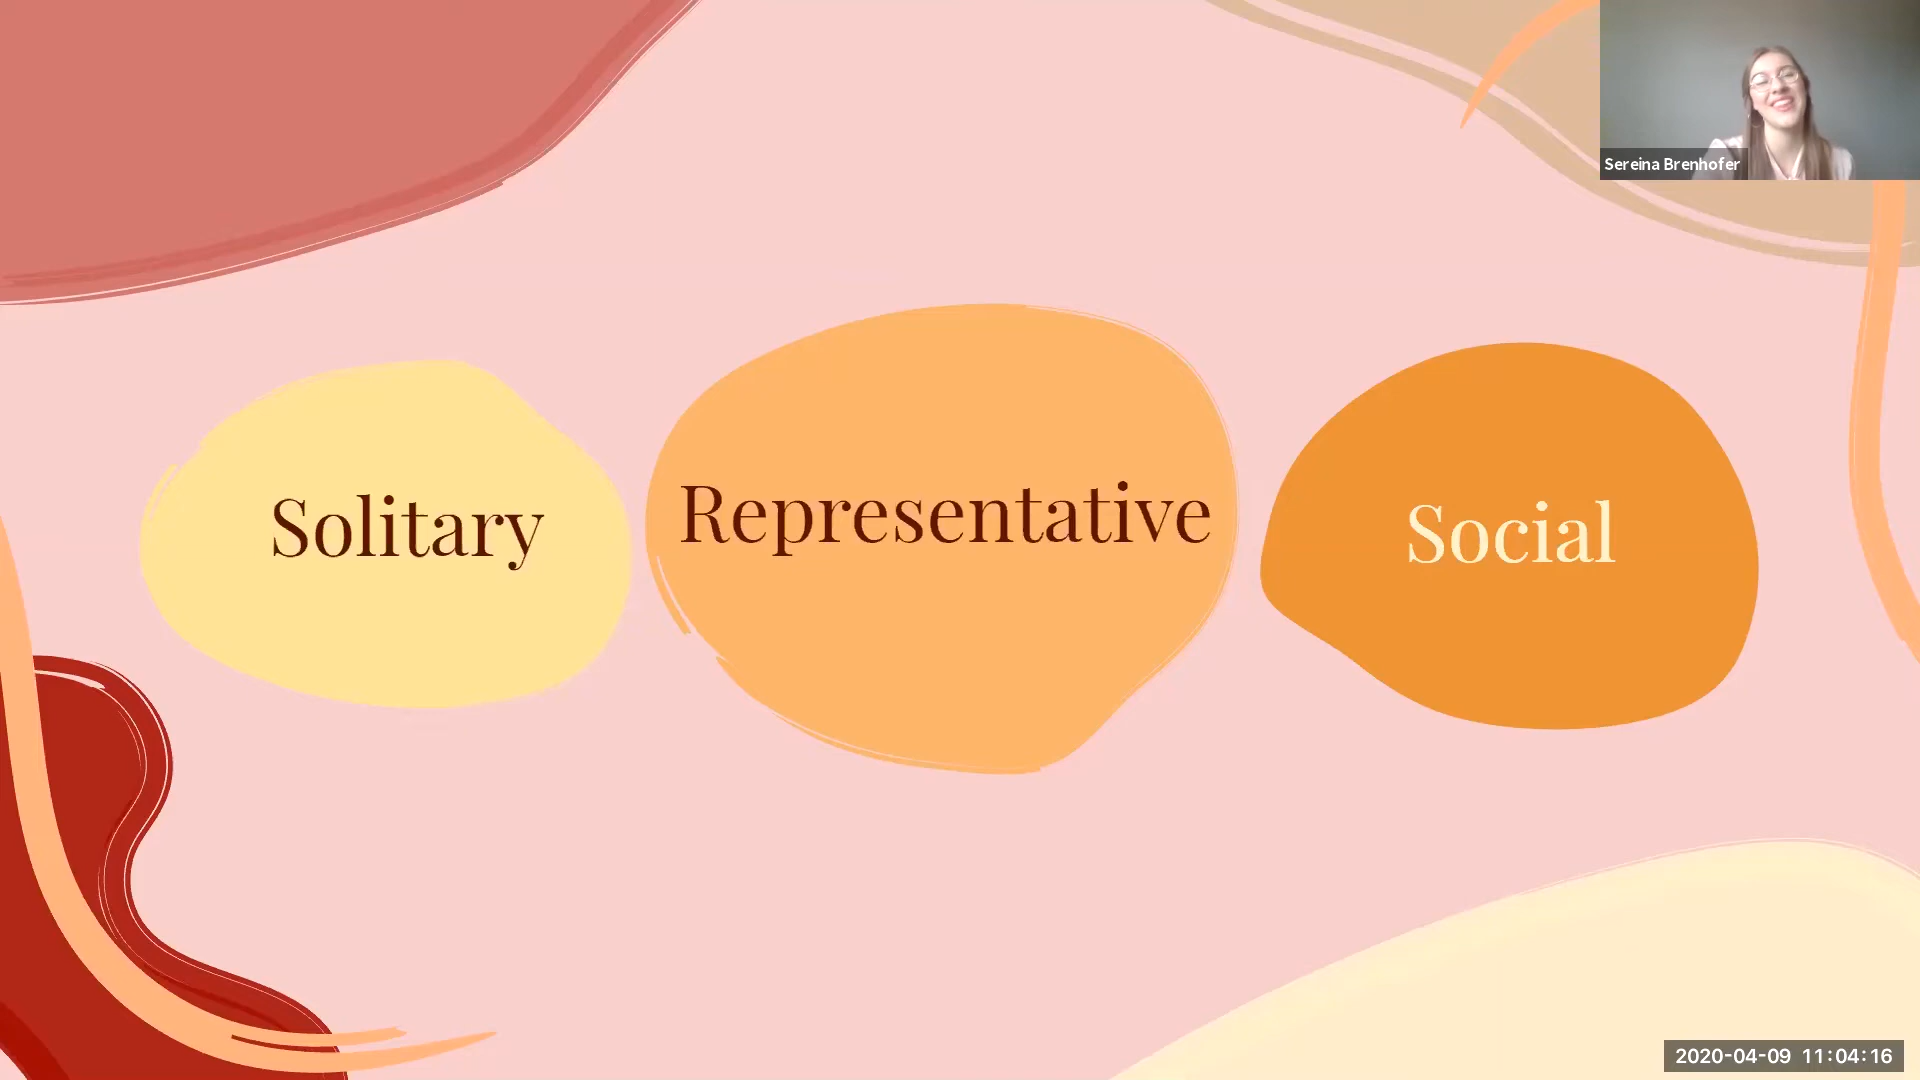 Sereina Brenhofer
Solitary
Representative
Social
2020-04-09 11:04:16